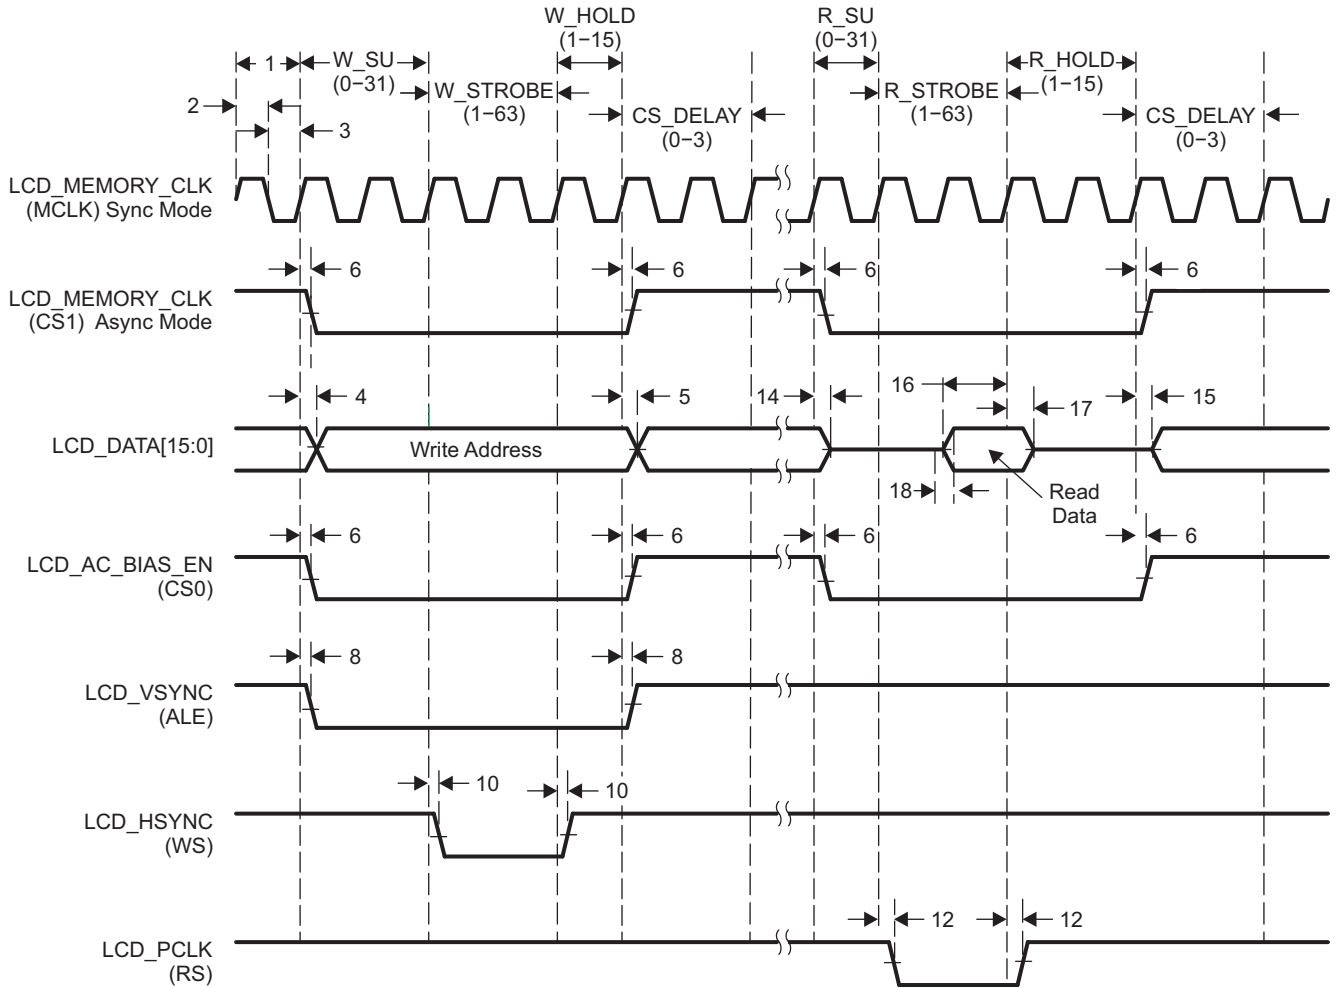 W_HOLD
(1−15)
R_SU
(0−31)
1
W_SU
(0−31)
R_HOLD
(1−15)
2
W_STROBE
(1−63)
R_STROBE
(1−63)
3
CS_DELAY
(0−3)
CS_DELAY
(0−3)
LCD_MEMORY_CLK
(MCLK) Sync Mode
6 6 6 6
LCD_MEMORY_CLK
(CS1) Async Mode
4 5 14 16 17 15
LCD_DATA[15:0]
Write Address
18
Read
Data
6 6 6 6
LCD_AC_BIAS_EN
(CS0)
8 8
LCD_VSYNC
(ALE)
10 10
LCD_HSYNC
(WS)
12 12
LCD_PCLK
(RS)